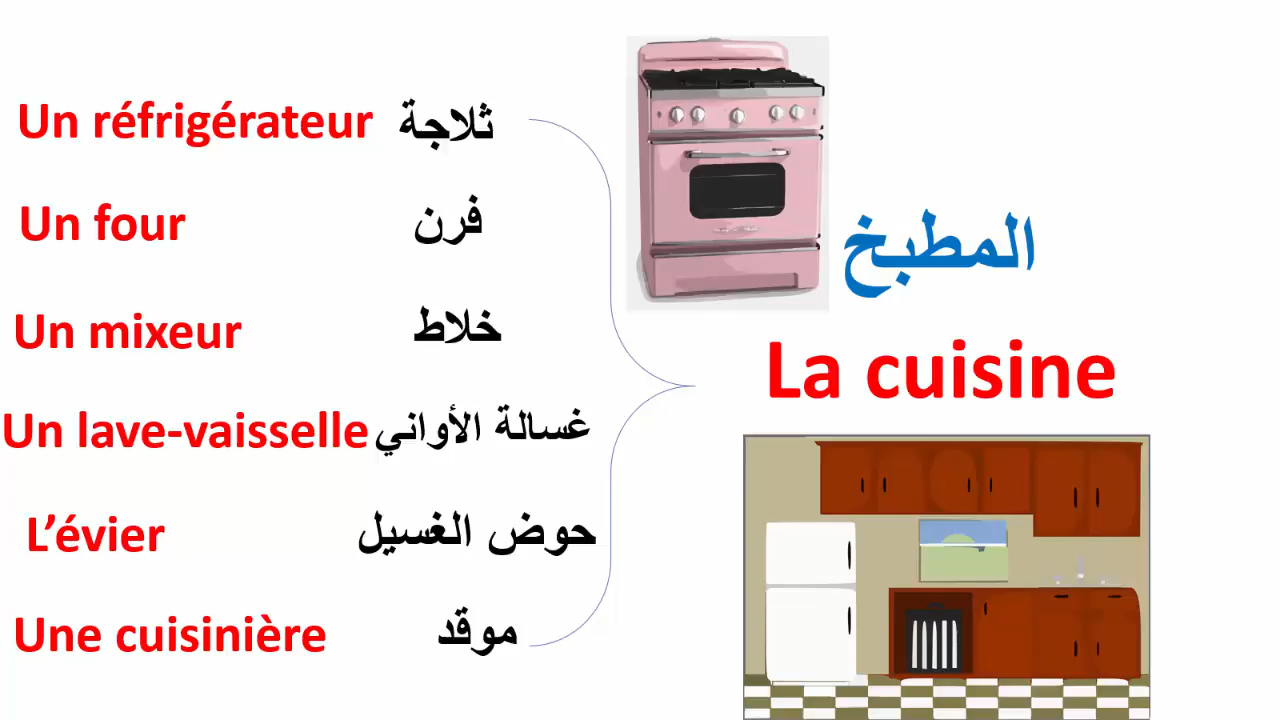 Un réfrigérateur ثلاجة
Un four فرن
Un mixeur خلاط
Un lave-vaisselle غسالة الأواني
L’évier حوض الغسيل
Une cuisinière موقد
المطبخ
La cuisine